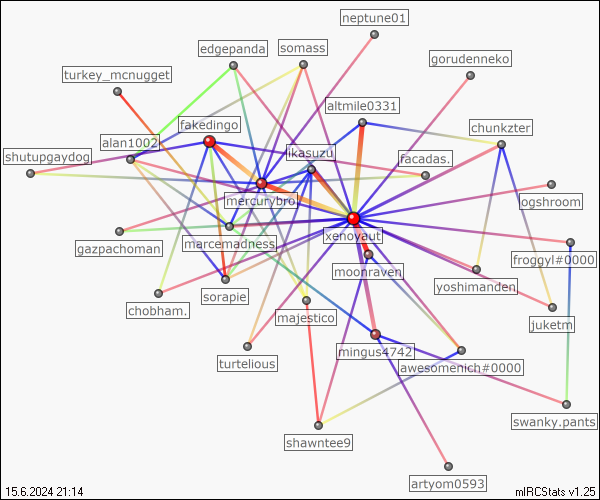 neptune01
edgepanda
somass
gorudenneko
turkey_mcnugget
altmile0331
fakedingo
chunkzter
alan1002
ikasuzu
shutupgaydog
facadas.
mercurybro
ogshroom
xenoyaut
gazpachoman
marcemadness
froggyl#0000
moonraven
yoshimanden
chobham.
sorapie
majestico
juketm
turtelious
mingus4742
awesomenich#0000
swanky.pants
shawntee9
artyom0593
15.6.2024 21:14
mIRCStats v1.25